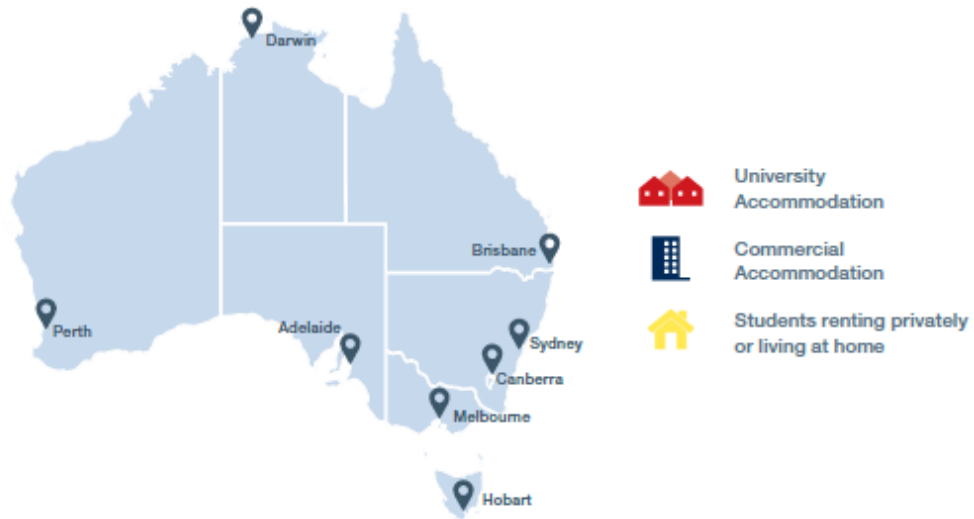 Darwin
Brisbane
Perth
Adelaide
Sydney
Canberra
Melbourne
Hobart
University
Accommodation
Commercial
Accommodation
Students renting privately
or living at home